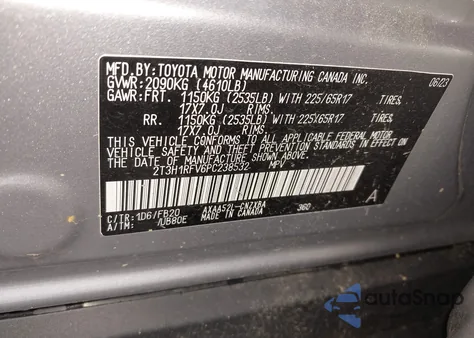 MFD.BY:TOYOTA MOTOR MANUFACTURING CANADA INC. 06/23
GVWR:2090KG (4610LB)
GAWR:FRT. 1150KG (2535LB) WITH 225/65R17 TIRES,
17X7.0J RIMS
RR. 1150KG (2535LB) WITH 225/65R17 TIRES,
17X7.0J RIMS
THIS VEHICLE CONFORMS TO ALL APPLICABLE FEDERAL MOTOR
VEHICLE SAFETY AND THEFT PREVENTION STANDARDS IN
EFFECT ON THE DATE OF MANUFACTURE SHOWN ABOVE.
2T3H1RFV6PC238532 MPV
A
C/TR:1D6/FB20 AXAA52L-CNZXBA 360
A/TM: /UB80E MADE IN CANADA
autoSnap